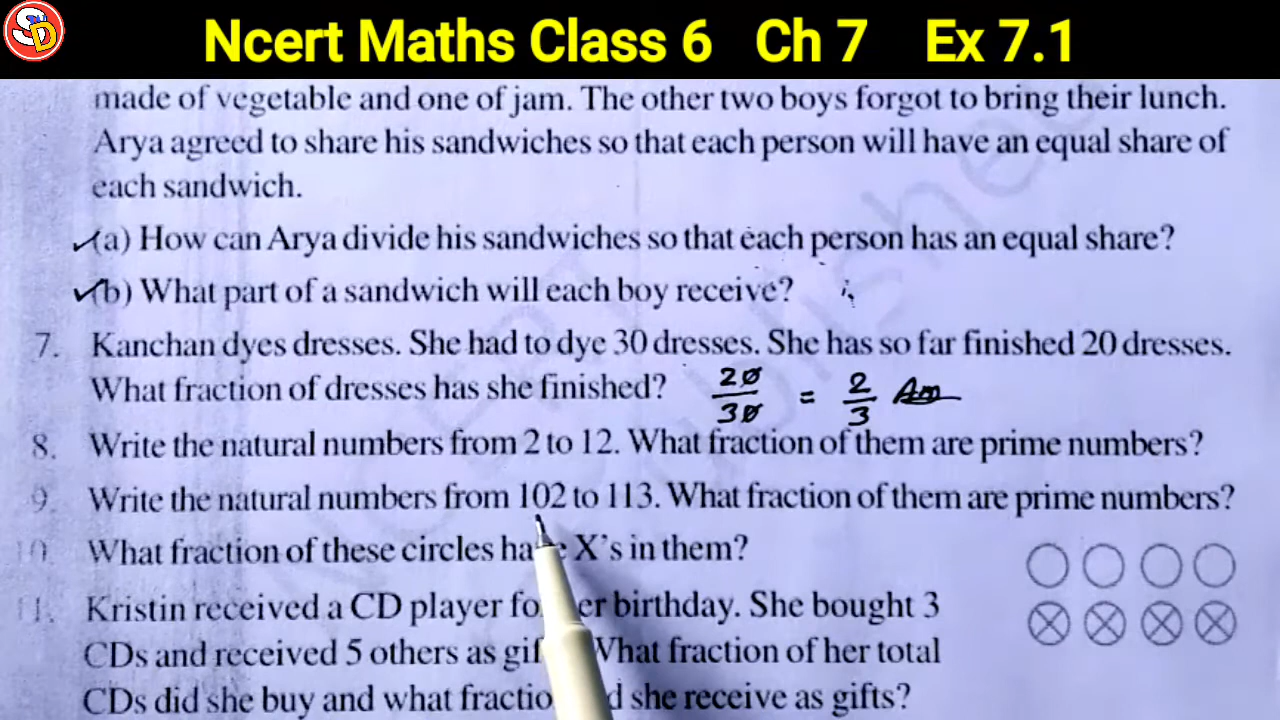 SD
Ncert Maths Class 6 Ch 7 Ex 7.1
made of vegetable and one of jam. The other two boys forgot to bring their lunch.
Arya agreed to share his sandwiches so that each person will have an equal share of
each sandwich.
(a) How can Arya divide his sandwiches so that each person has an equal share?
(b) What part of a sandwich will each boy receive?
7. Kanchan dyes dresses. She had to dye 30 dresses. She has so far finished 20 dresses.
What fraction of dresses has she finished? 20/30 = 2/3 Ans
8. Write the natural numbers from 2 to 12. What fraction of them are prime numbers?
9. Write the natural numbers from 102 to 113. What fraction of them are prime numbers?
10. What fraction of these circles ha e X's in them?
11. Kristin received a CD player fo er birthday. She bought 3
CDs and received 5 others as gif What fraction of her total
CDs did she buy and what fractio d she receive as gifts?